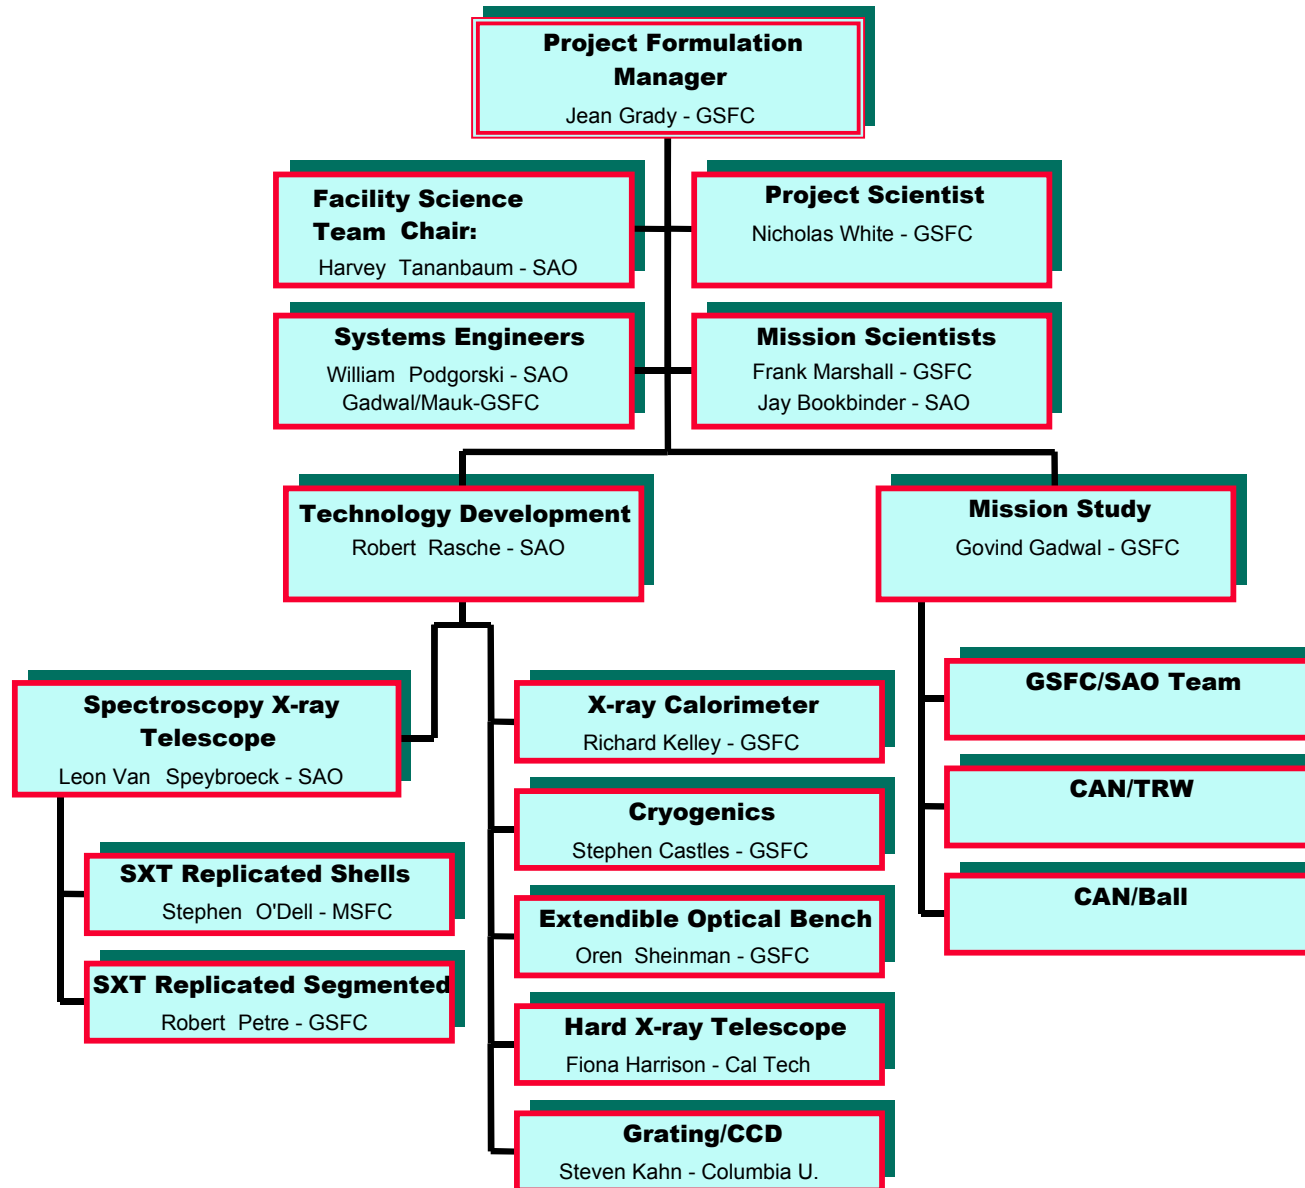 Project Formulation
Manager
Jean Grady - GSFC
Facility Science
Team Chair:
Harvey Tananbaum - SAO
Project Scientist
Nicholas White - GSFC
Systems Engineers
William Podgorski - SAO
Gadwal/Mauk-GSFC
Mission Scientists
Frank Marshall - GSFC
Jay Bookbinder - SAO
Technology Development
Robert Rasche - SAO
Mission Study
Govind Gadwal - GSFC
Spectroscopy X-ray
Telescope
Leon Van Speybroeck - SAO
SXT Replicated Shells
Stephen O'Dell - MSFC
SXT Replicated Segmented
Robert Petre - GSFC
X-ray Calorimeter
Richard Kelley - GSFC
Cryogenics
Stephen Castles - GSFC
Extendible Optical Bench
Oren Sheinman - GSFC
Hard X-ray Telescope
Fiona Harrison - Cal Tech
Grating/CCD
Steven Kahn - Columbia U.
GSFC/SAO Team
CAN/TRW
CAN/Ball